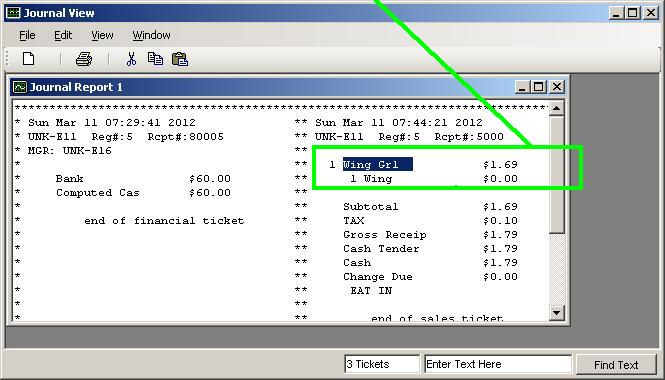 Journal View
File Edit View Window
Journal Report 1
******************************************************************************
* Sun Mar 11 07:29:41 2012
* UNK-E11 Reg#:5 Rcpt#:80005
* MGR: UNK-E16
*
* Bank $60.00
* Computed Cas $60.00
*
* end of financial ticket
*
*
*
*
*
*
*
** Sun Mar 11 07:44:21 2012
** UNK-E11 Reg#:5 Rcpt#:5000
**
** 1 Wing Grl $1.69
** 1 Wing $0.00
**
** Subtotal $1.69
** TAX $0.10
** Gross Receip $1.79
** Cash Tender $1.79
** Cash $1.79
** Change Due $0.00
** EAT IN
**
** end of sales ticket
3 Tickets
Enter Text Here
Find Text